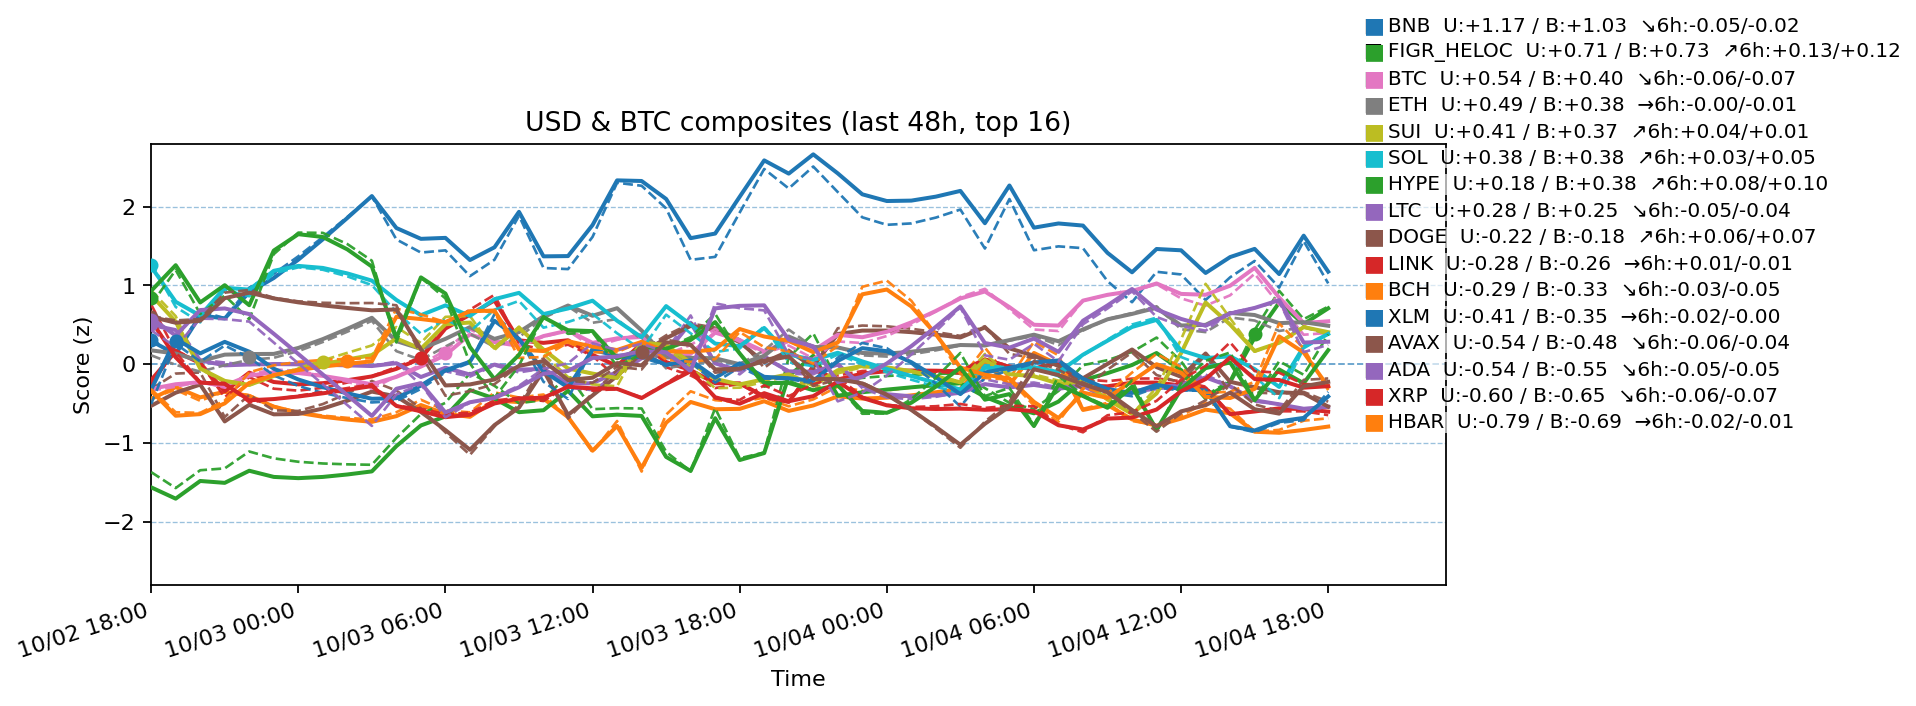 BNB  U:+1.17 / B:+1.03  ↘6h:-0.05/-0.02
FIGR_HELOC  U:+0.71 / B:+0.73  ↗6h:+0.13/+0.12
BTC  U:+0.54 / B:+0.40  ↘6h:-0.06/-0.07
ETH  U:+0.49 / B:+0.38  →6h:-0.00/-0.01
SUI  U:+0.41 / B:+0.37  ↗6h:+0.04/+0.01
SOL  U:+0.38 / B:+0.38  ↗6h:+0.03/+0.05
HYPE  U:+0.18 / B:+0.38  ↗6h:+0.08/+0.10
LTC  U:+0.28 / B:+0.25  ↘6h:-0.05/-0.04
DOGE  U:-0.22 / B:-0.18  ↗6h:+0.06/+0.07
LINK  U:-0.28 / B:-0.26  →6h:+0.01/-0.01
BCH  U:-0.29 / B:-0.33  ↘6h:-0.03/-0.05
XLM  U:-0.41 / B:-0.35  →6h:-0.02/-0.00
AVAX  U:-0.54 / B:-0.48  ↘6h:-0.06/-0.04
ADA  U:-0.54 / B:-0.55  ↘6h:-0.05/-0.05
XRP  U:-0.60 / B:-0.65  ↘6h:-0.06/-0.07
HBAR  U:-0.79 / B:-0.69  →6h:-0.02/-0.01
USD & BTC composites (last 48h, top 16)
Score (z)
2
1
0
−1
−2
10/02 18:00
10/03 00:00
10/03 06:00
10/03 12:00
10/03 18:00
10/04 00:00
10/04 06:00
10/04 12:00
10/04 18:00
Time